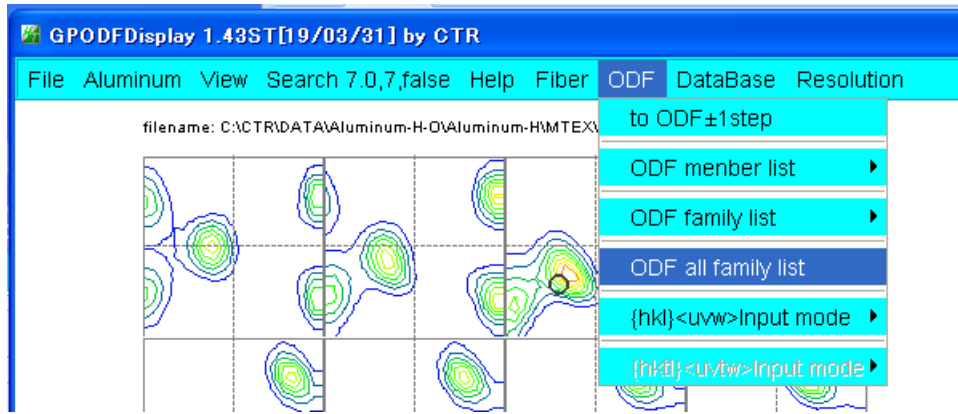 GPODFDisplay 1.43ST[19/03/31] by CTR
File Aluminum View Search 7.0,7,false Help Fiber ODF DataBase Resolution
to ODF±1step
filename: C:\CTR\DATA\Aluminum-H-O\Aluminum-H\MTEX\
ODF menber list
ODF family list
ODF all family list
{hkl}<uvw>Input mode
{hktl}<uvtw>Input mode